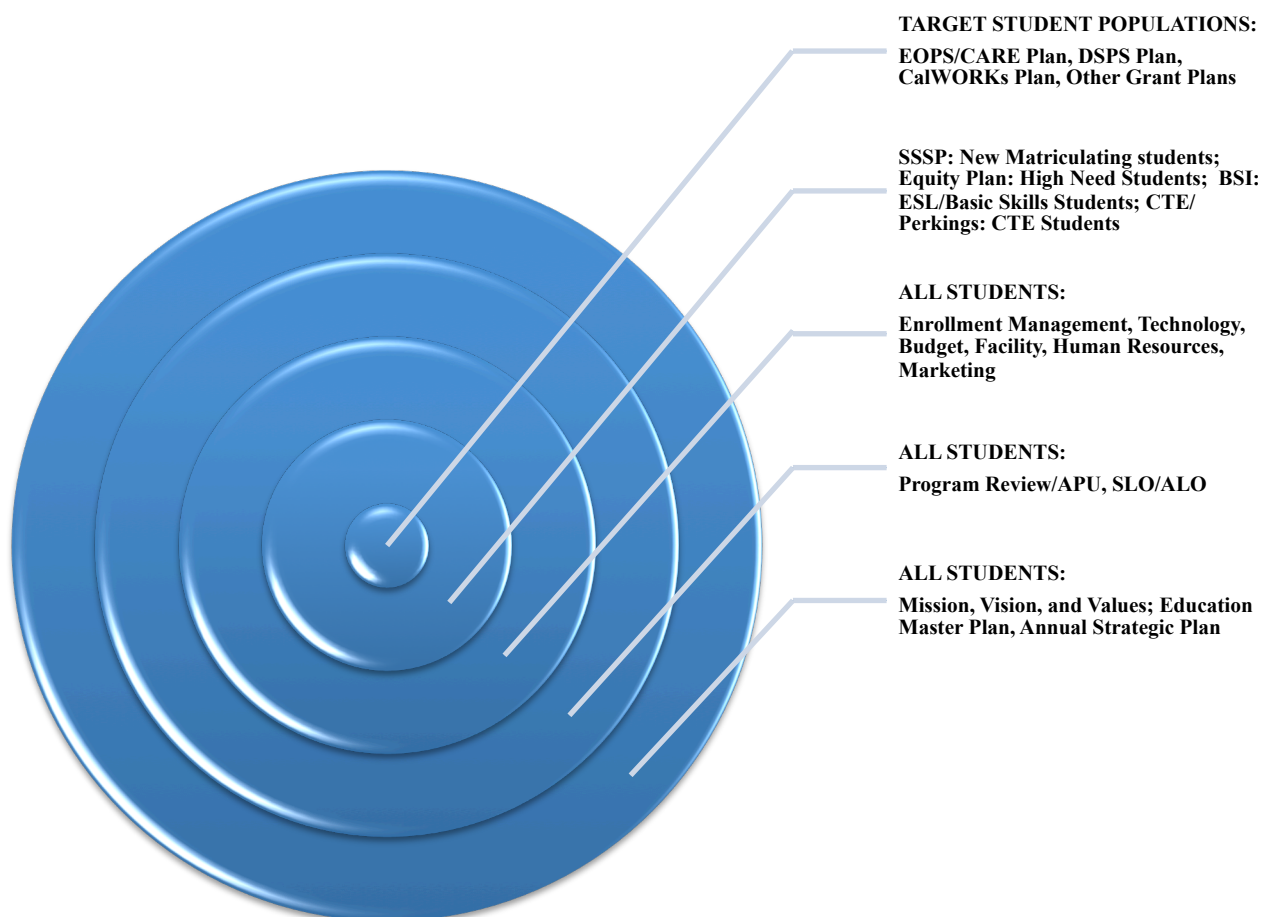 TARGET STUDENT POPULATIONS:
EOPS/CARE Plan, DSPS Plan,
CalWORKs Plan, Other Grant Plans
SSSP: New Matriculating students;
Equity Plan: High Need Students;  BSI:
ESL/Basic Skills Students; CTE/
Perkings: CTE Students
ALL STUDENTS:
Enrollment Management, Technology,
Budget, Facility, Human Resources,
Marketing
ALL STUDENTS:
Program Review/APU, SLO/ALO
ALL STUDENTS:
Mission, Vision, and Values; Education
Master Plan, Annual Strategic Plan